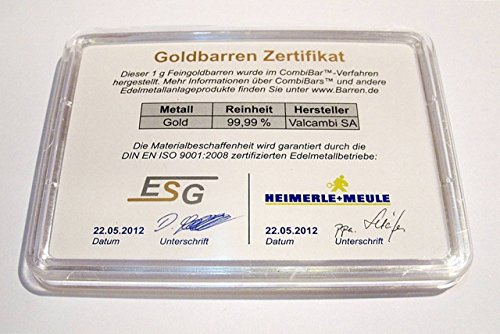 Goldbarren Zertifikat
Dieser 1 g Feingoldbarren wurde im CombiBar™-Verfahren
hergestellt. Mehr Informationen über CombiBars™ und andere
Edelmetallanlageprodukte finden Sie unter www.Barren.de
Metall Reinheit Hersteller
Gold 99,99 % Valcambi SA
Die Materialbeschaffenheit wird garantiert durch die
DIN EN ISO 9001:2008 zertifizierten Edelmetallbetriebe:
ESG HEIMERLE+MEULE
22.05.2012 22.05.2012
Datum Unterschrift Datum Unterschrift